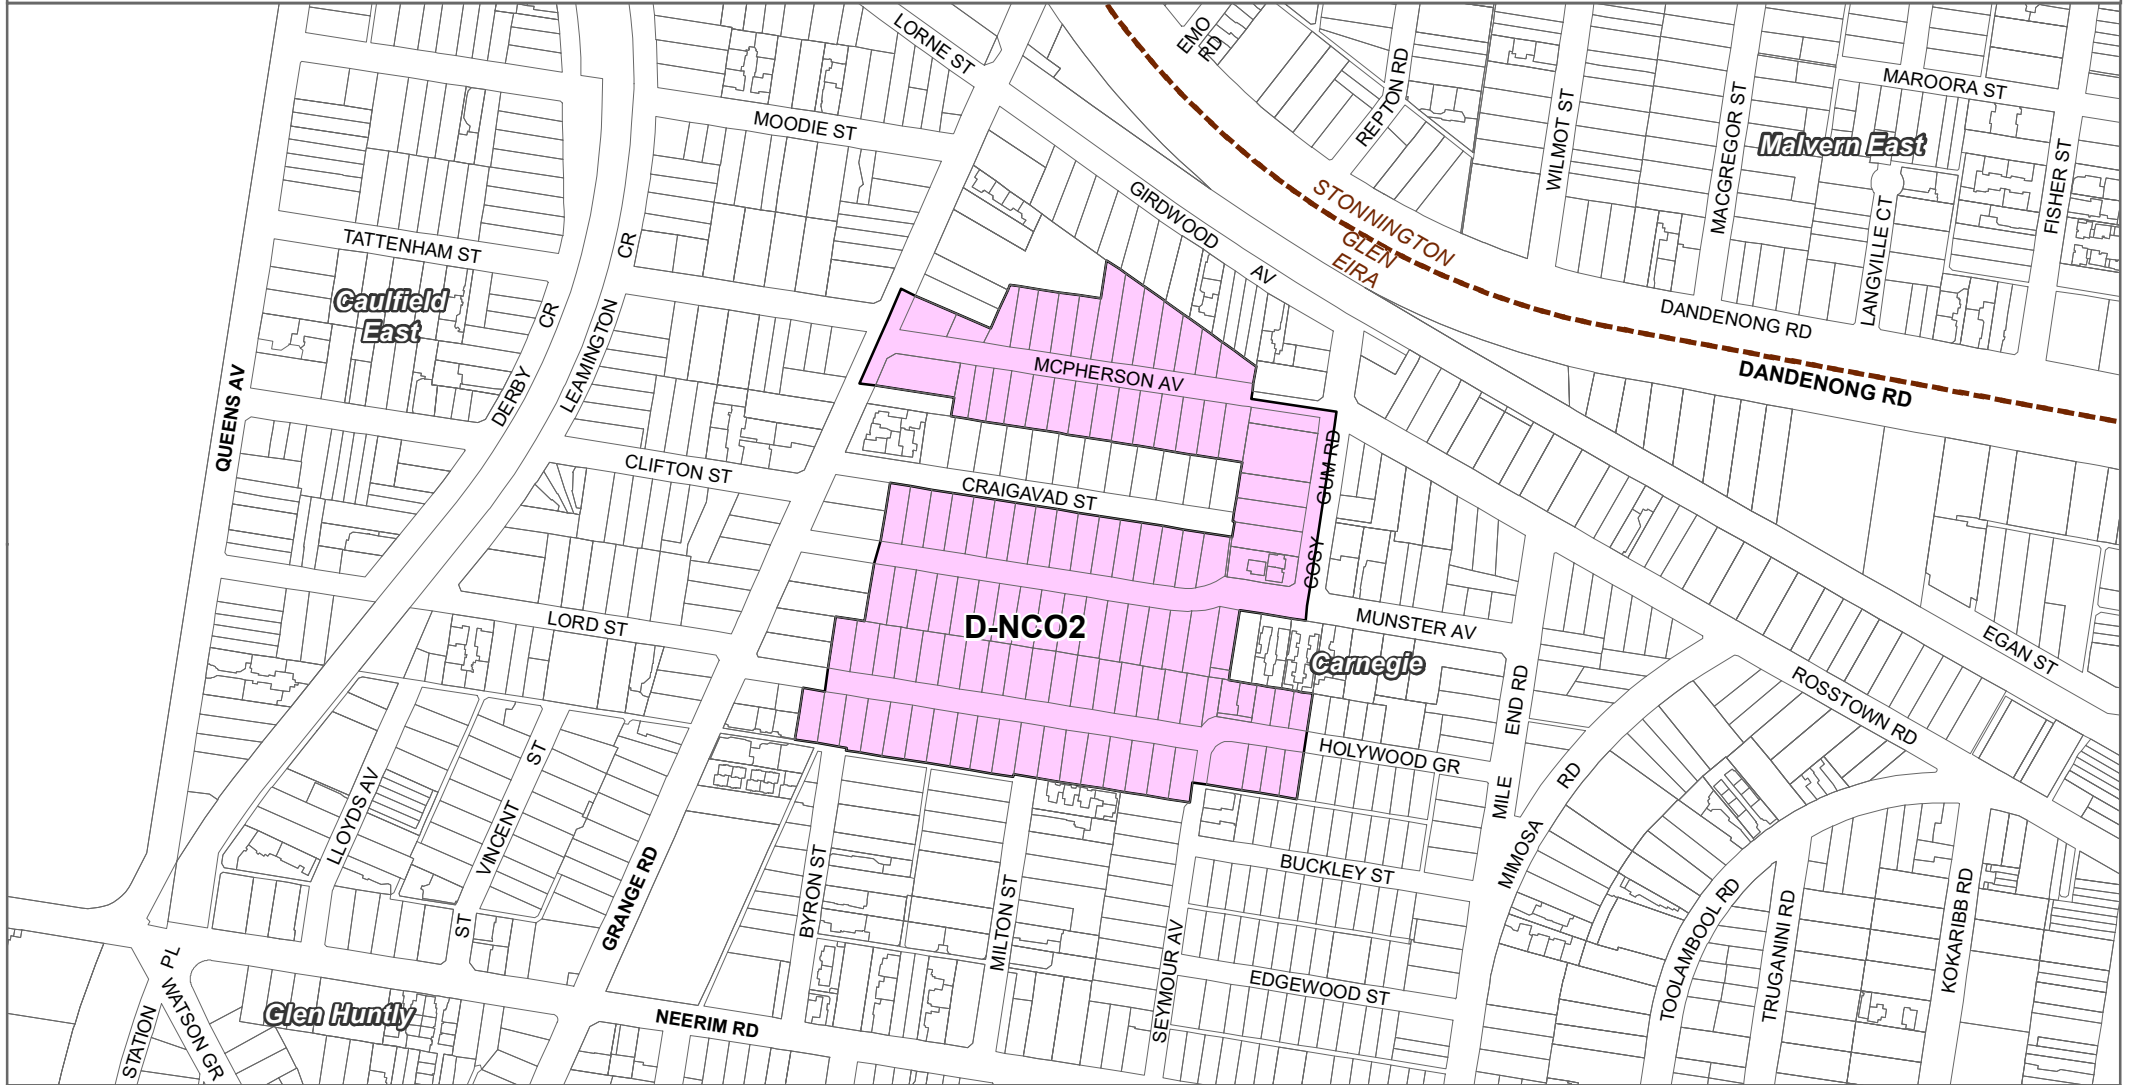 LORNE ST
EMO
RD
REPTON RD
MAROORA ST
MOODIE ST
WILMOT ST
MACGREGOR ST
Malvern East
FISHER ST
GIRDWOOD
AV
STONNINGTON
GLEN
EIRA
LANGVILLE CT
TATTENHAM ST
CR
Caulfield
East
CR
DERBY
LEAMINGTON
DANDENONG RD
DANDENONG RD
QUEENS AV
MCPHERSON AV
CLIFTON ST
CRAIGAVAD ST
GUM RD
COSY
LORD ST
D-NCO2
MUNSTER AV
Carnegie
EGAN ST
ROSSTOWN RD
END RD
MILE
HOLYWOOD GR
MIMOSA
RD
LLOYDS AV
VINCENT
ST
ST
GRANGE RD
BYRON ST
MILTON ST
BUCKLEY ST
SEYMOUR AV
EDGEWOOD ST
TOOLAMBOOL RD
TRUGANINI RD
KOKARIBB RD
PL
STATION
WATSON GR
Glen Huntly
NEERIM RD